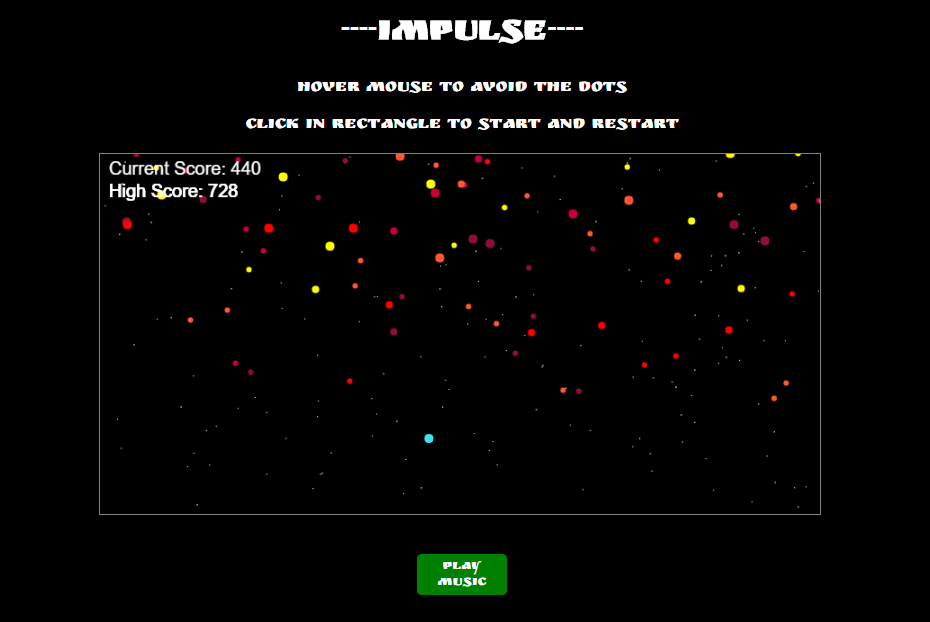 ----IMPULSE----
HOVER MOUSE TO AVOID THE DOTS
CLICK IN RECTANGLE TO START AND RESTART
Current Score: 440
High Score: 728
PLAY
MUSIC